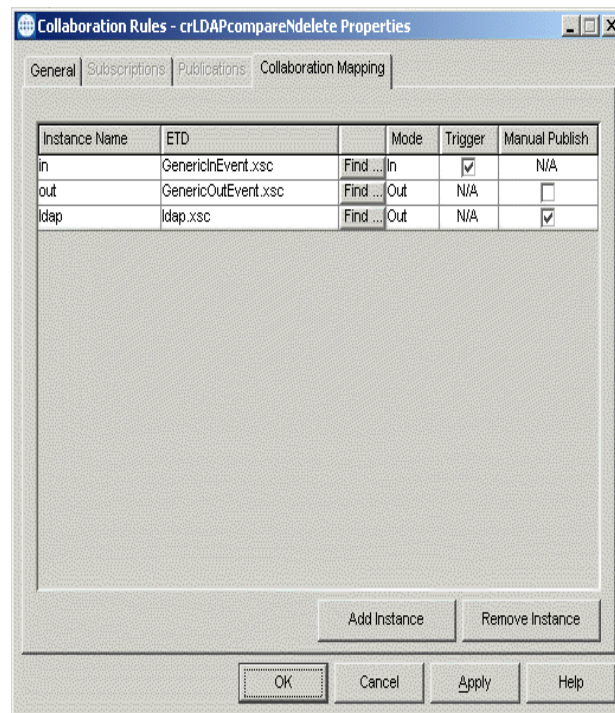 Collaboration Rules - crLDAPcompareNdelete Properties
General Subscriptions Publications Collaboration Mapping
Instance Name ETD Mode Trigger Manual Publish
in GenericInEvent.xsc Find ... In N/A
out GenericOutEvent.xsc Find ... Out N/A
ldap ldap.xsc Find ... Out N/A
Add Instance Remove Instance
OK Cancel Apply Help